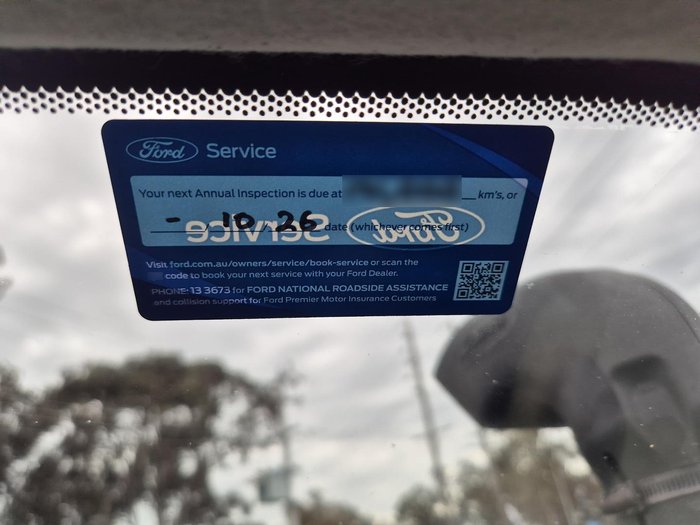 Ford Service
Your next Annual Inspection is due at km's, or
- 10 26 date (whichever comes first)
Ford Service
Visit ford.com.au/owners/service/book-service or scan the
code to book your next service with your Ford Dealer.
PHONE: 13 3673 for FORD NATIONAL ROADSIDE ASSISTANCE
and collision support for Ford Premier Motor Insurance Customers